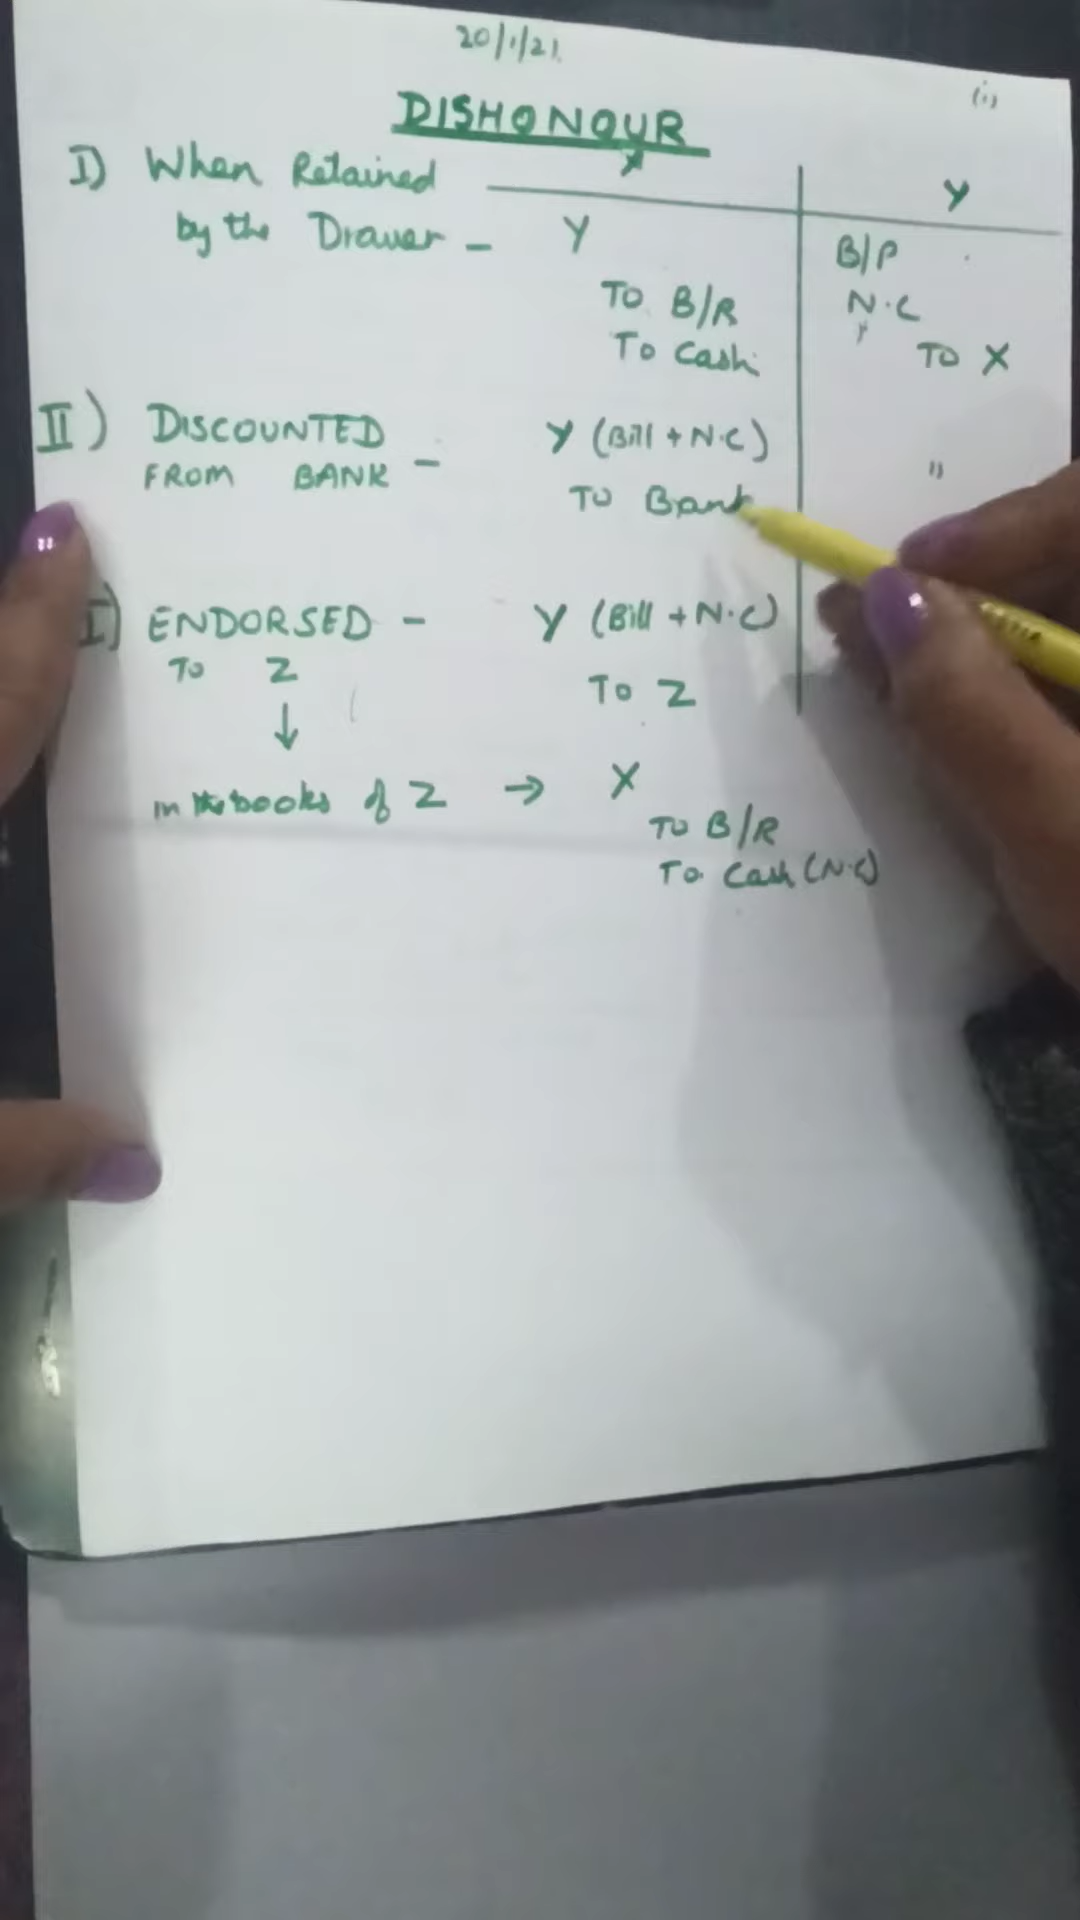 20/1/21.
(1)
DISHONOUR
X
Y
I) When Retained
by the Drawer - Y
B/P
To B/R
N.C
To Cash
To X
II) DISCOUNTED
FROM BANK - Y (Bill + N.C)
"
To Bank
I) ENDORSED - Y (Bill + N.C)
To Z
To Z
↓
in the books of Z → X
To B/R
To Cash (N.C)